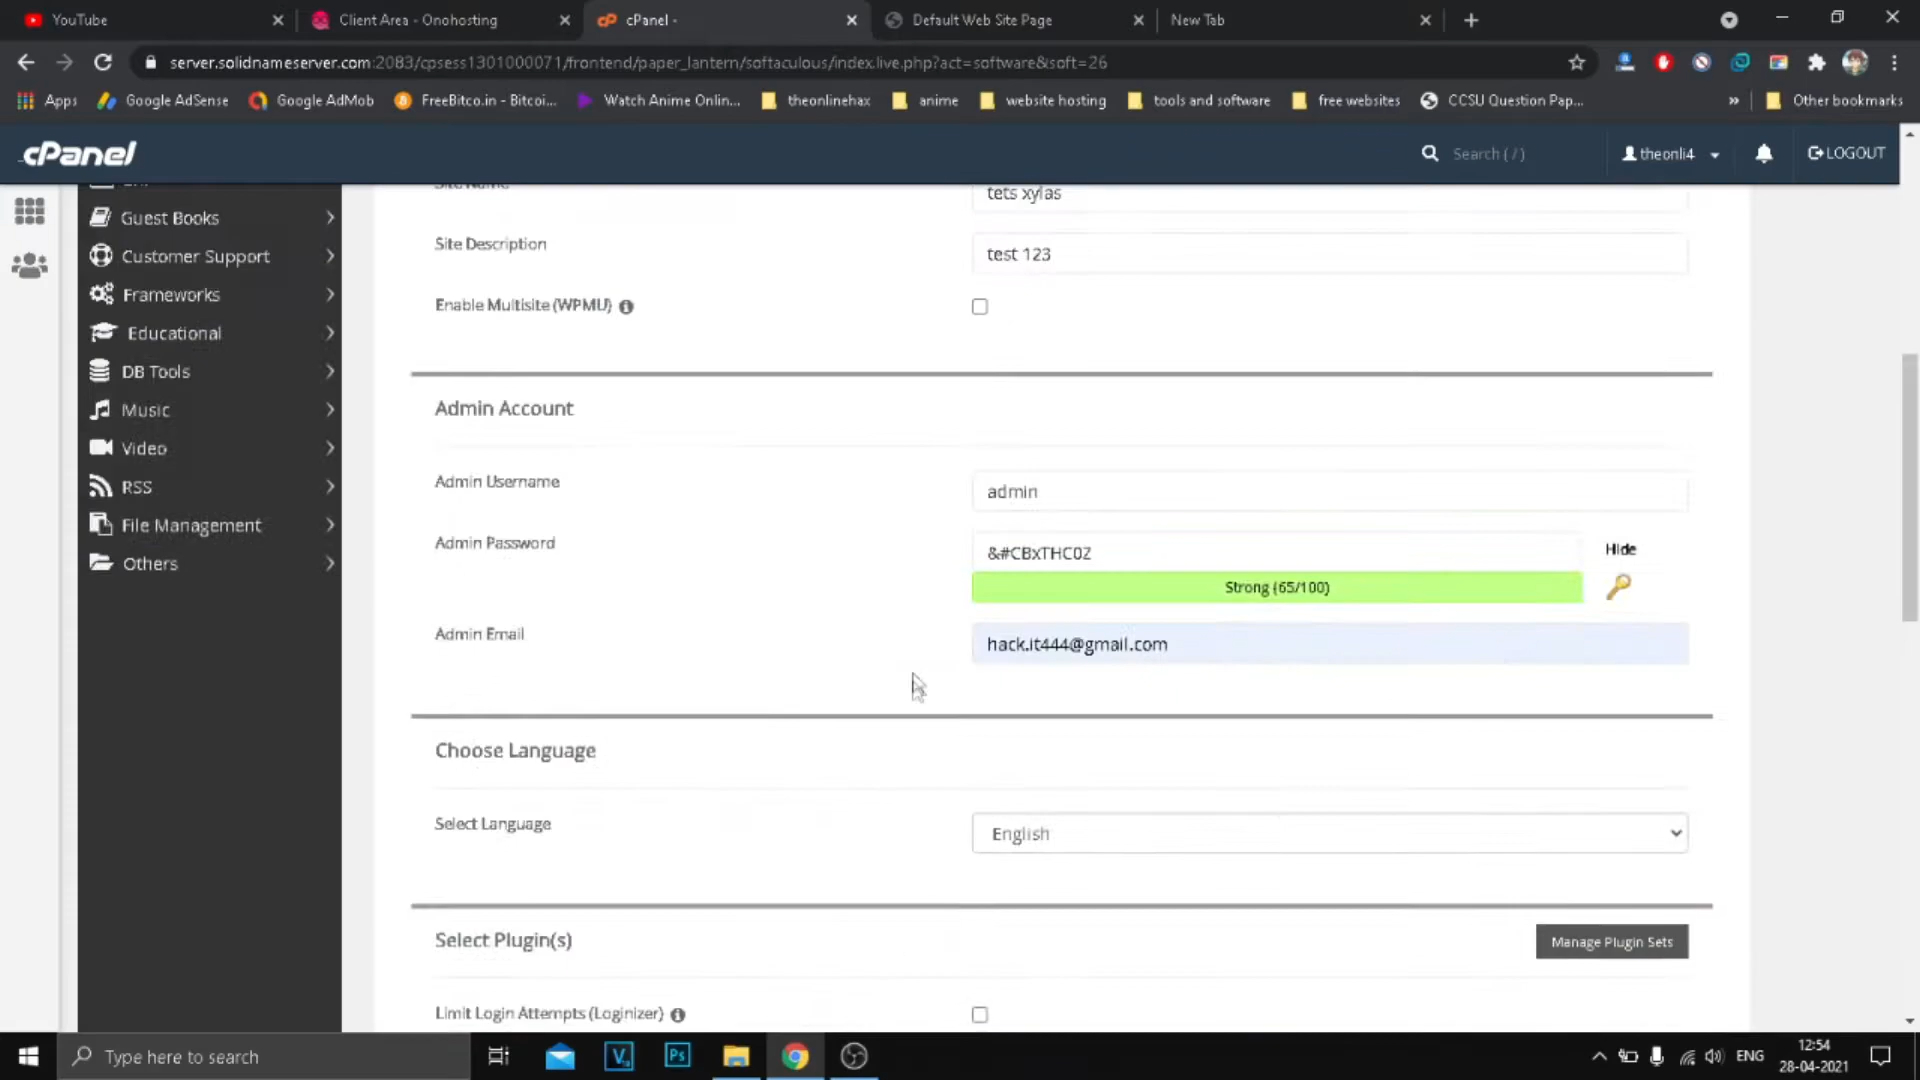 YouTube
Client Area - Onohosting
cPanel -
Default Web Site Page
New Tab
server.solidnameserver.com:2083/cpsess1301000071/frontend/paper_lantern/softaculous/index.live.php?act=software&soft=26
Apps
Google AdSense
Google AdMob
FreeBitco.in - Bitcoi...
Watch Anime Onlin...
theonlinehax
anime
website hosting
tools and software
free websites
CCSU Question Pap...
»
Other bookmarks
cPanel
Search ( / )
theonli4
LOGOUT
Guest Books
Customer Support
Frameworks
Educational
DB Tools
Music
Video
RSS
File Management
Others
Site Name
tets xylas
Site Description
test 123
Enable Multisite (WPMU)
Admin Account
Admin Username
admin
Admin Password
&#CBxTHC0Z
Hide
Strong (65/100)
Admin Email
hack.it444@gmail.com
Choose Language
Select Language
English
Select Plugin(s)
Manage Plugin Sets
Limit Login Attempts (Loginizer)
Type here to search
Ps
ENG
12:54
28-04-2021